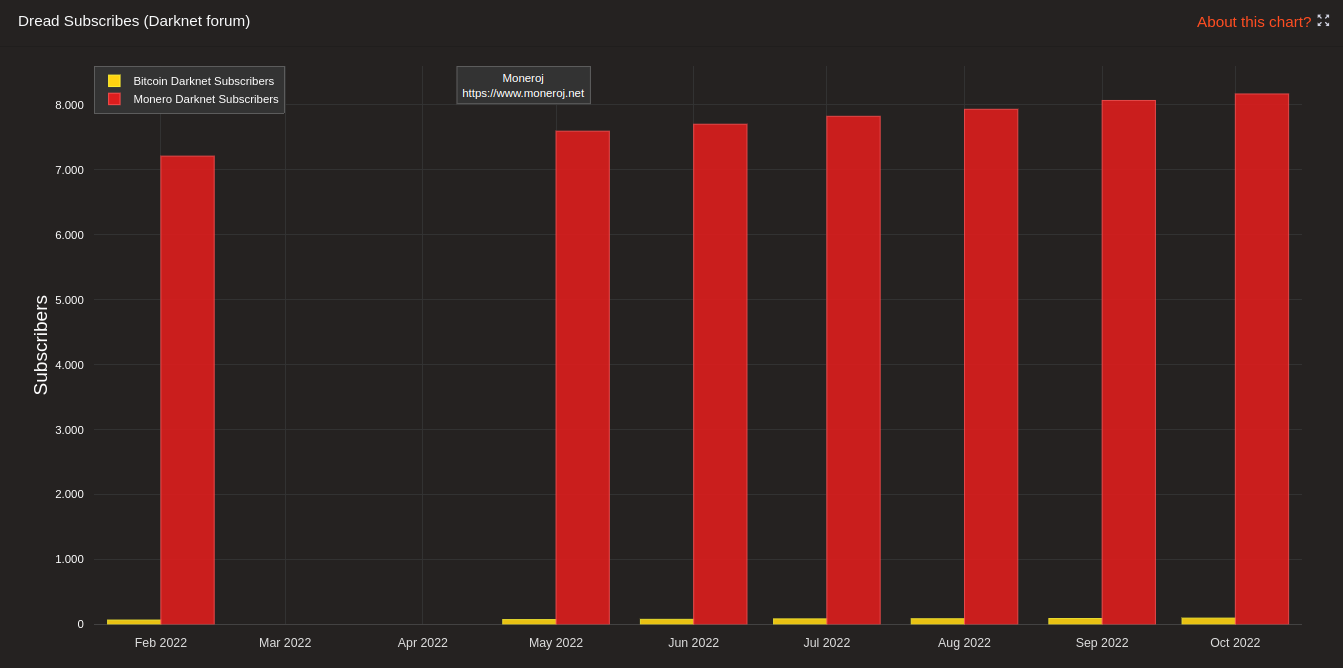 Dread Subscribes (Darknet forum)
About this chart?
Bitcoin Darknet Subscribers
Monero Darknet Subscribers
Moneroj
https://www.moneroj.net
Subscribers
8.000
7.000
6.000
5.000
4.000
3.000
2.000
1.000
0
Feb 2022 Mar 2022 Apr 2022 May 2022 Jun 2022 Jul 2022 Aug 2022 Sep 2022 Oct 2022